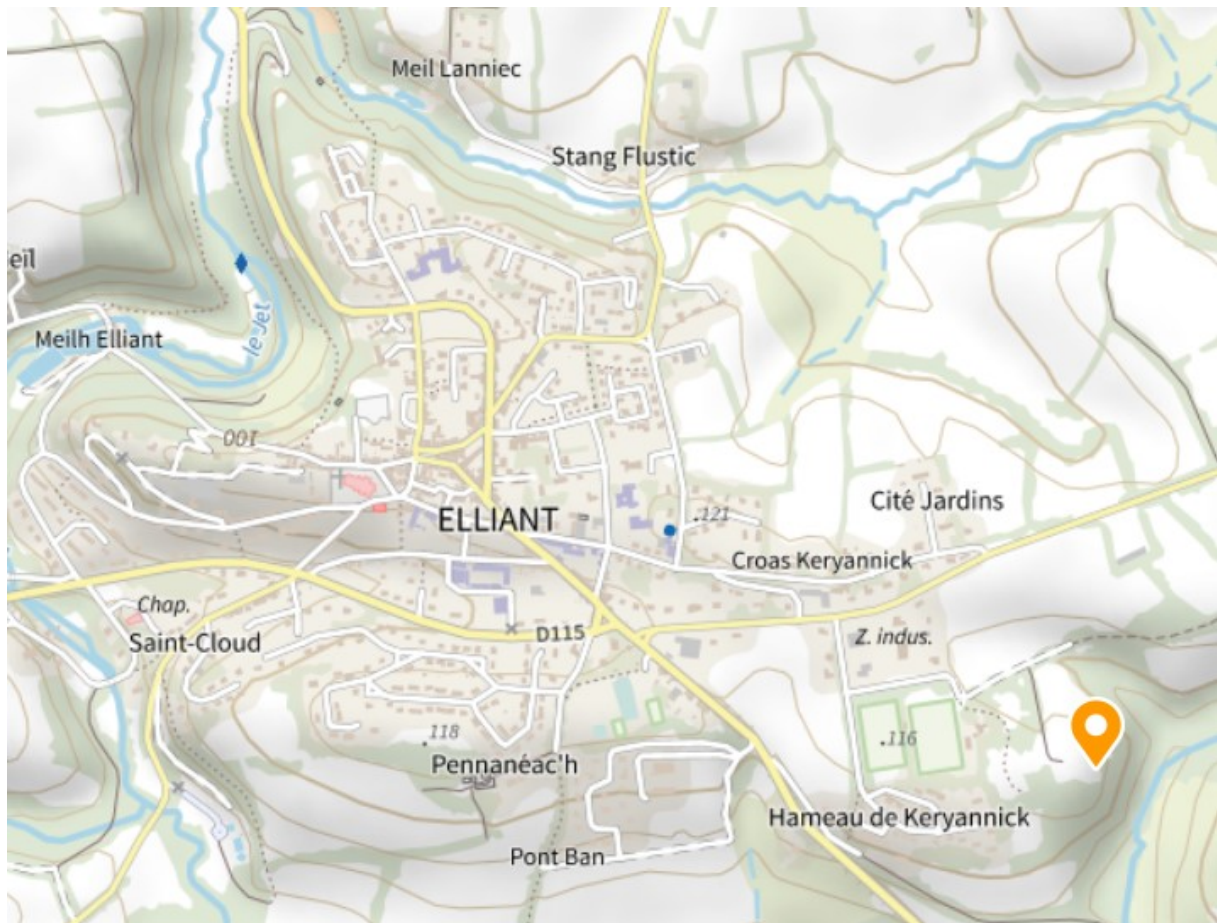 Meil Lanniec
Stang Flustic
eil
Meilh Elliant
le Jet
100
ELLIANT
121
Cité Jardins
Croas Keryannick
Chap.
Saint-Cloud
D115
Z. indus.
118
116
Pennanéac'h
Hameau de Keryannick
Pont Ban